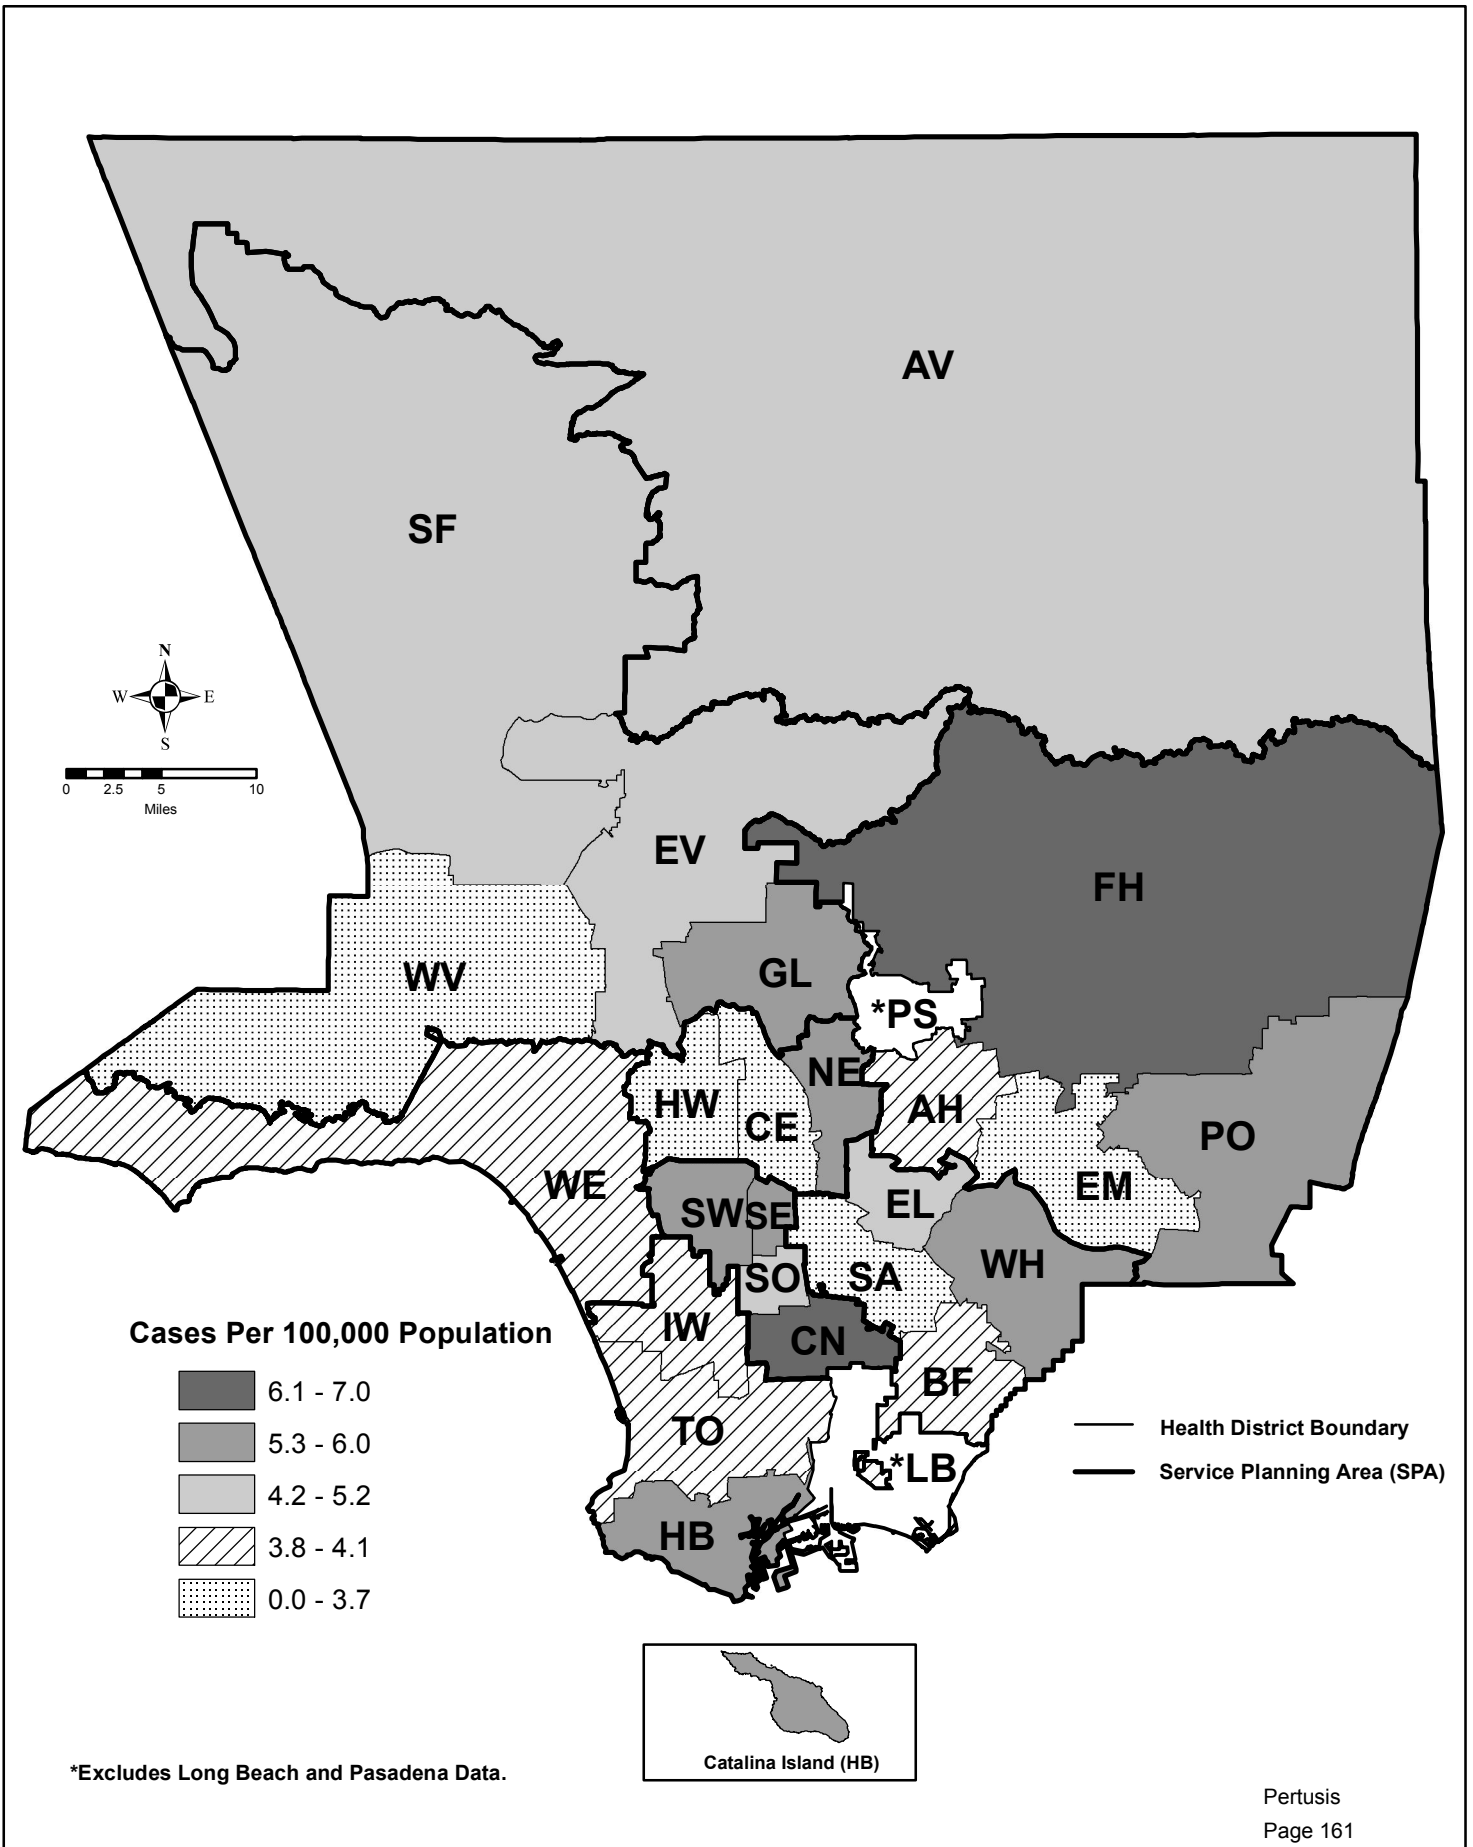 AV
SF
N
W E
S
0 2.5 5 10
Miles
EV
FH
GL
WV
*PS
NE
HW
AH
CE
PO
WE
EM
EL
SW
SE
WH
SO
SA
IW
CN
Cases Per 100,000 Population
6.1 - 7.0
5.3 - 6.0
4.2 - 5.2
3.8 - 4.1
0.0 - 3.7
BF
TO
*LB
HB
Health District Boundary
Service Planning Area (SPA)
Catalina Island (HB)
*Excludes Long Beach and Pasadena Data.
Pertusis
Page 161